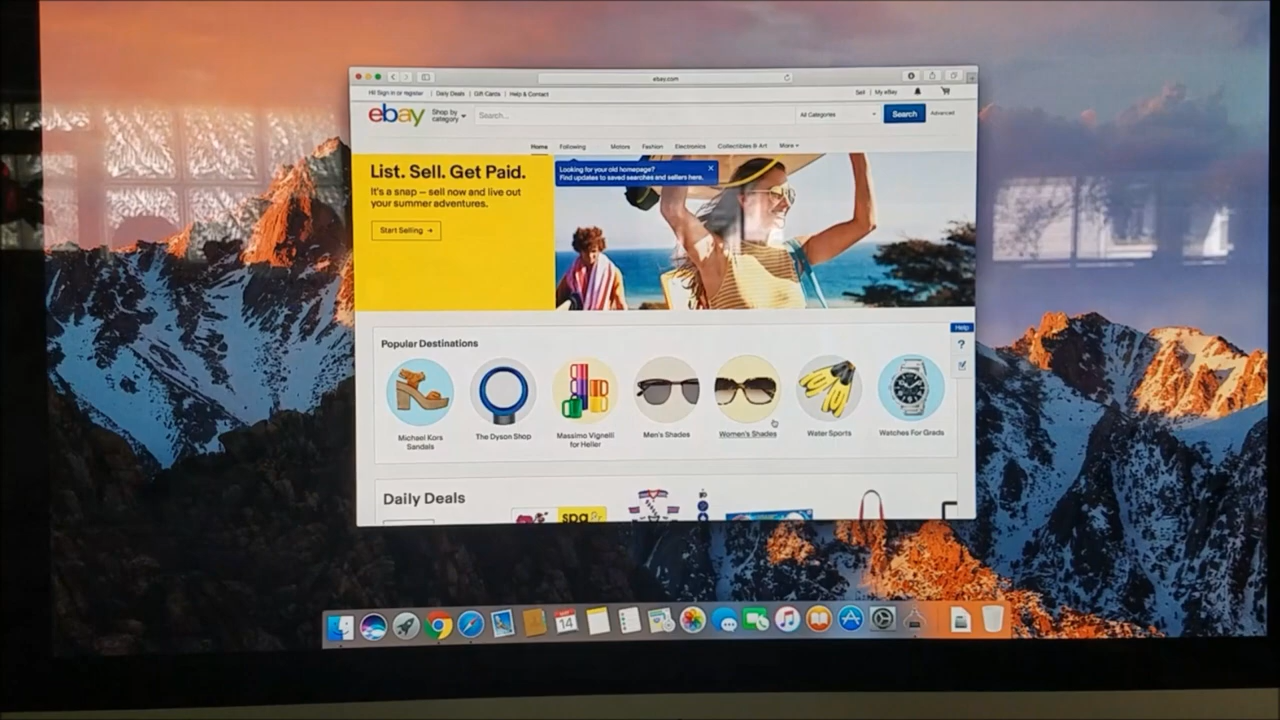 ebay.com
Hi! Sign in or register | Daily Deals | Gift Cards | Help & Contact
Sell | My eBay
ebay
Shop by
category
Search...
All Categories
Search
Advanced
Home Following Motors Fashion Electronics Collectibles & Art More
List. Sell. Get Paid.
It's a snap – sell now and live out
your summer adventures.
Start Selling →
Looking for your old homepage?
Find updates to saved searches and sellers here.
X
Help
?
Popular Destinations
Michael Kors
Sandals
The Dyson Shop
Massimo Vignelli
for Heller
Men's Shades
Women's Shades
Water Sports
Watches For Grads
Daily Deals
spa
14